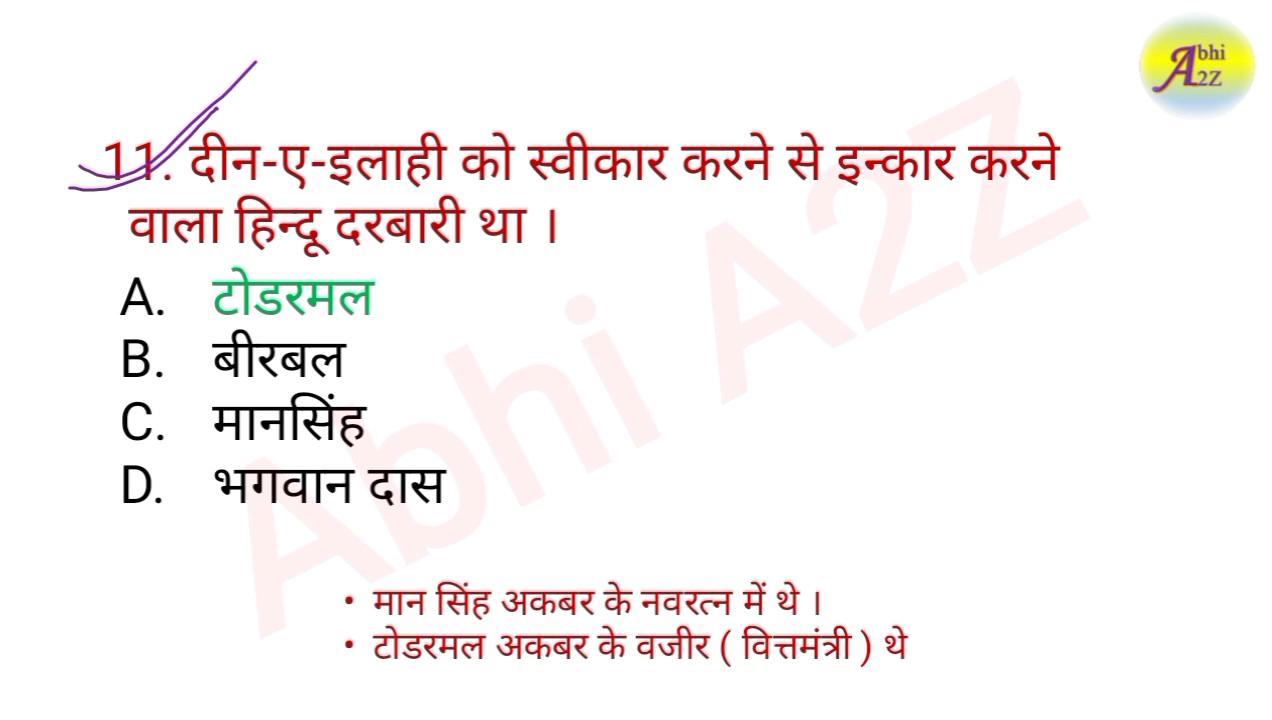 Abhi
A2Z
11. दीन-ए-इलाही को स्वीकार करने से इन्कार करने
वाला हिन्दू दरबारी था ।
A. टोडरमल
B. बीरबल
C. मानसिंह
D. भगवान दास
Abhi A2Z
• मान सिंह अकबर के नवरत्न में थे ।
• टोडरमल अकबर के वजीर ( वित्तमंत्री ) थे